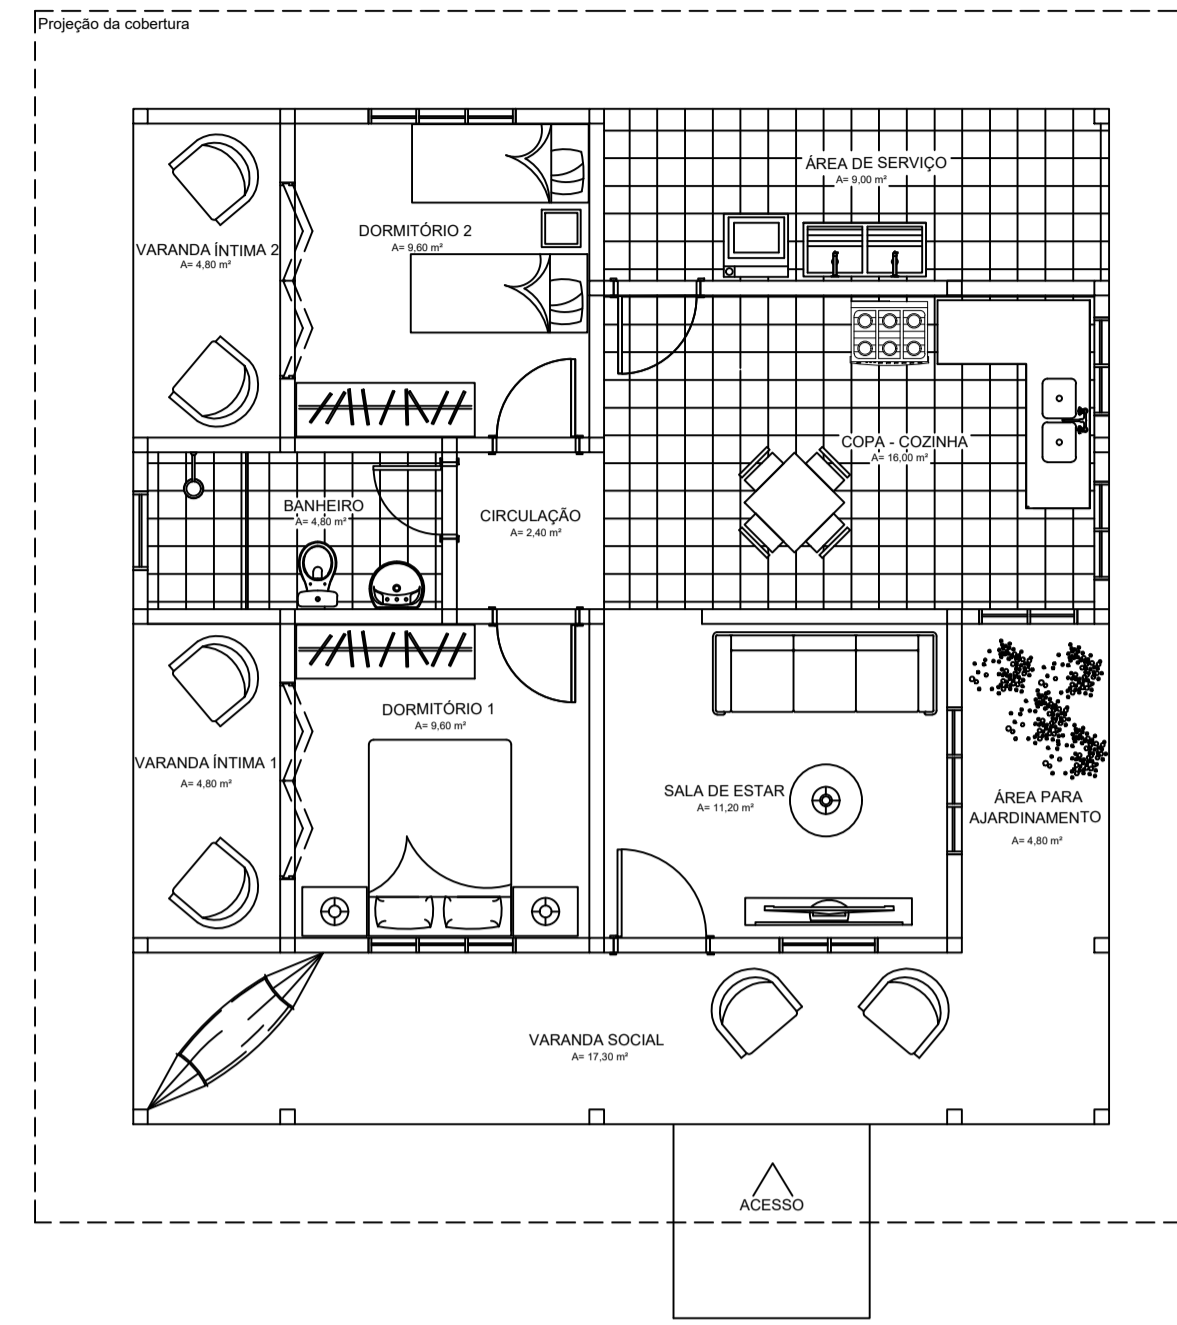 Projeção da cobertura
ÁREA DE SERVIÇO
A= 9,00 m²
DORMITÓRIO 2
A= 9,60 m²
VARANDA ÍNTIMA 2
A= 4,80 m²
COPA - COZINHA
A= 16,00 m²
BANHEIRO
A= 4,80 m²
CIRCULAÇÃO
A= 2,40 m²
DORMITÓRIO 1
A= 9,60 m²
VARANDA ÍNTIMA 1
A= 4,80 m²
SALA DE ESTAR
A= 11,20 m²
ÁREA PARA
AJARDINAMENTO
A= 4,80 m²
VARANDA SOCIAL
A= 17,30 m²
ACESSO